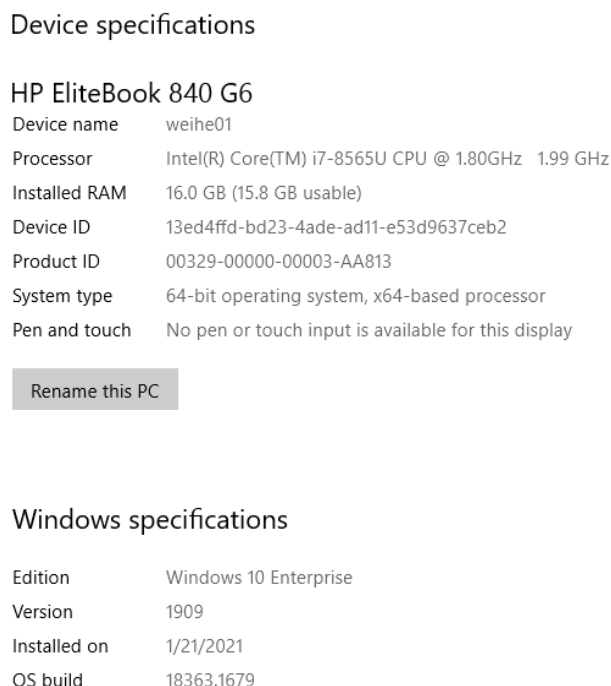 Device specifications
HP EliteBook 840 G6
Device name weihe01
Processor Intel(R) Core(TM) i7-8565U CPU @ 1.80GHz 1.99 GHz
Installed RAM 16.0 GB (15.8 GB usable)
Device ID 13ed4ffd-bd23-4ade-ad11-e53d9637ceb2
Product ID 00329-00000-00003-AA813
System type 64-bit operating system, x64-based processor
Pen and touch No pen or touch input is available for this display
Rename this PC
Windows specifications
Edition Windows 10 Enterprise
Version 1909
Installed on 1/21/2021
OS build 18363.1679